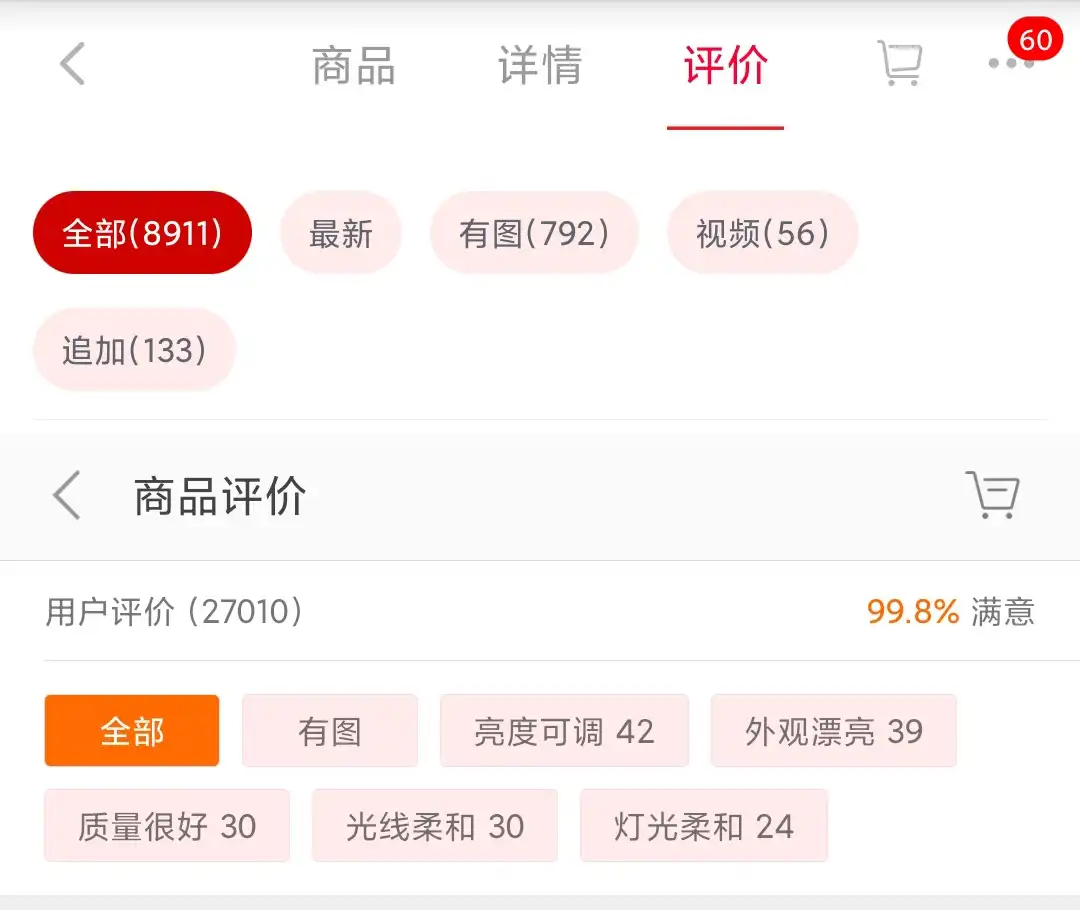 商品 详情 评价 60
全部(8911) 最新 有图(792) 视频(56)
追加(133)
商品评价
用户评价 (27010) 99.8% 满意
全部 有图 亮度可调 42 外观漂亮 39
质量很好 30 光线柔和 30 灯光柔和 24